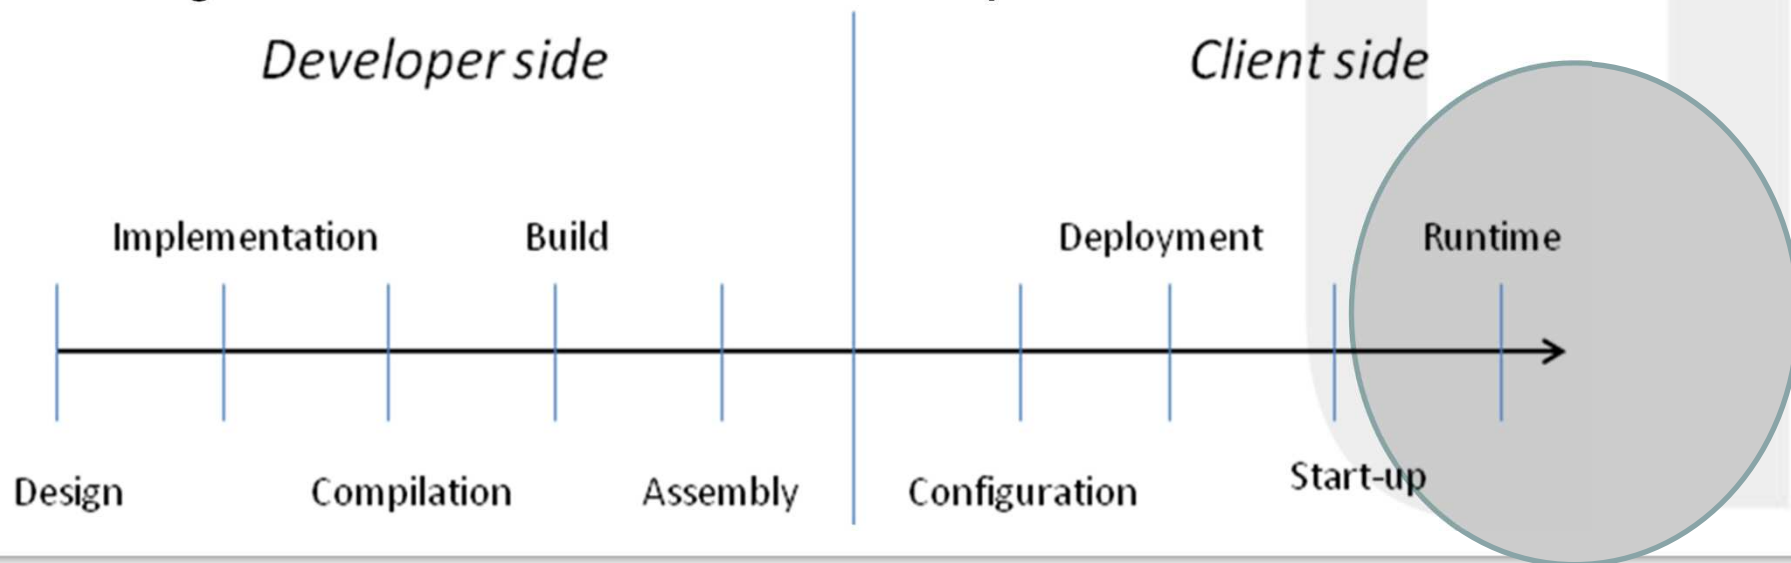 Developer side Client side
Implementation Build Deployment Runtime
Design Compilation Assembly Configuration Start-up